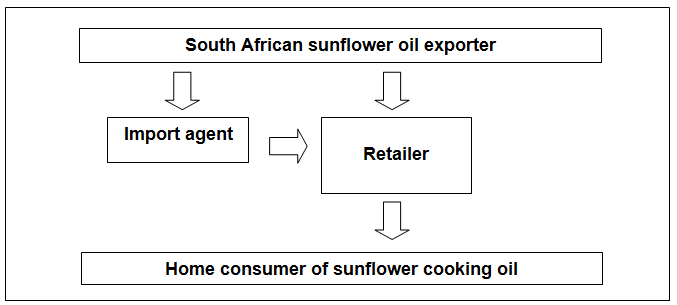 South African sunflower oil exporter
Import agent
Retailer
Home consumer of sunflower cooking oil